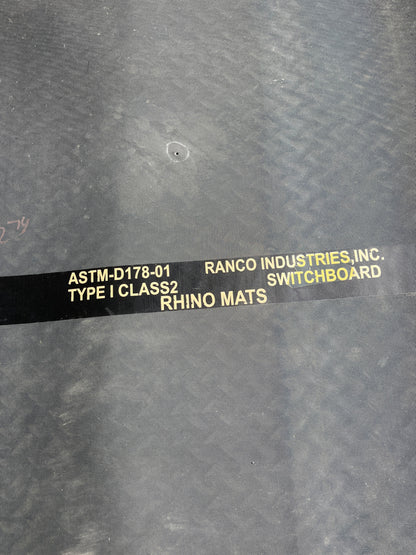 ASTM-D178-01 RANCO INDUSTRIES,INC.
TYPE I CLASS2 SWITCHBOARD
RHINO MATS